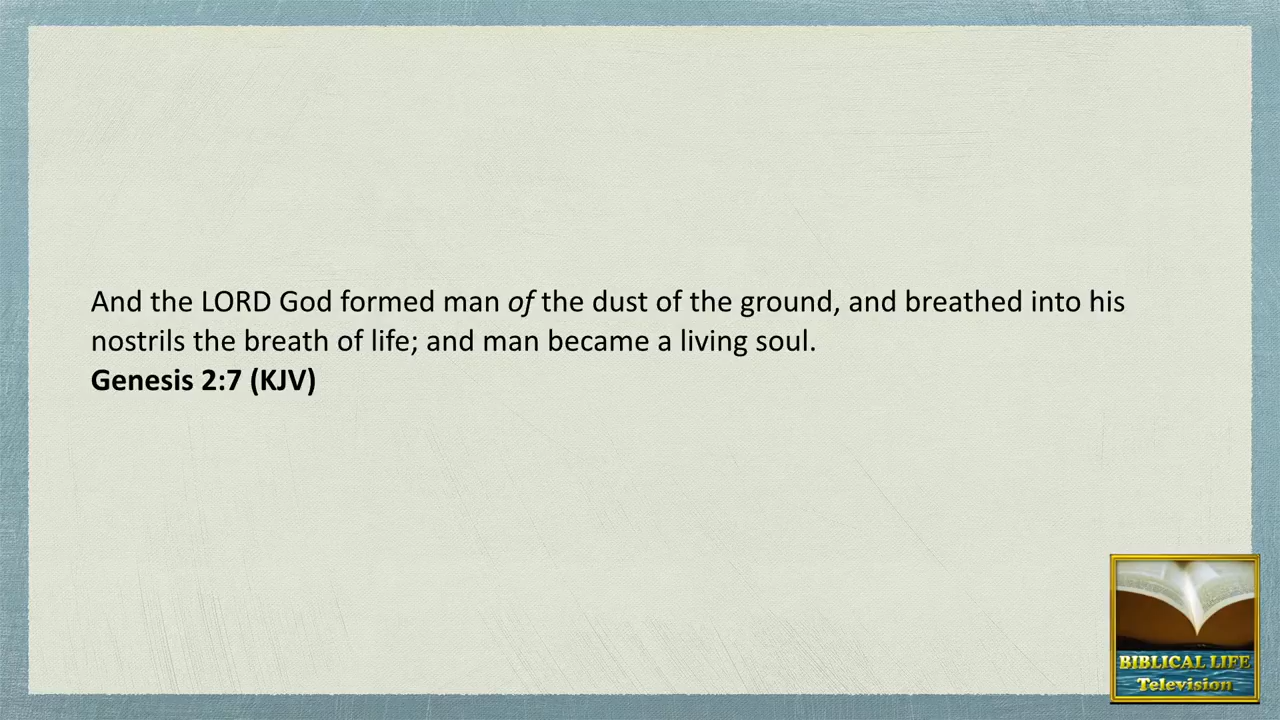 And the LORD God formed man of the dust of the ground, and breathed into his
nostrils the breath of life; and man became a living soul.
Genesis 2:7 (KJV)
BIBLICAL LIFE
Television